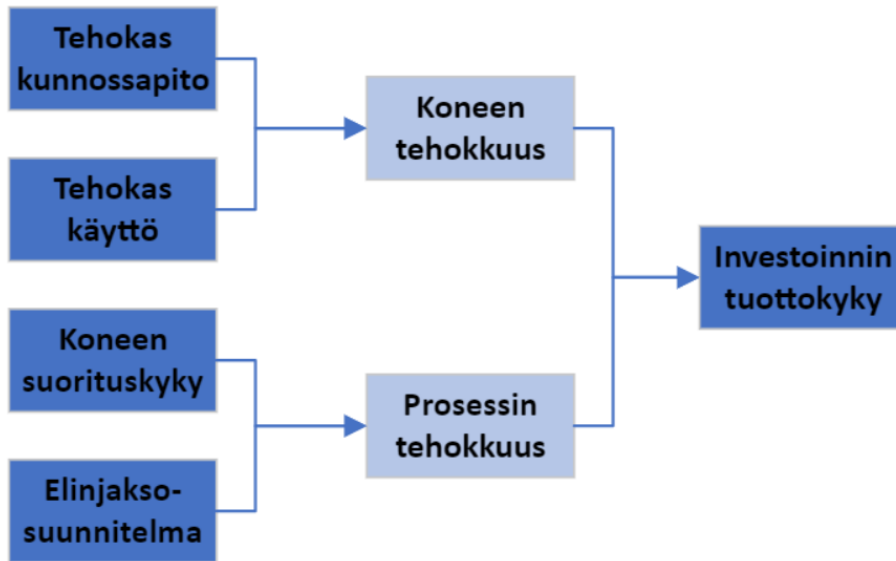 Tehokas
kunnossapito
Tehokas
käyttö
Koneen
suorituskyky
Elinjakso-
suunnitelma
Koneen
tehokkuus
Prosessin
tehokkuus
Investoinnin
tuottokyky